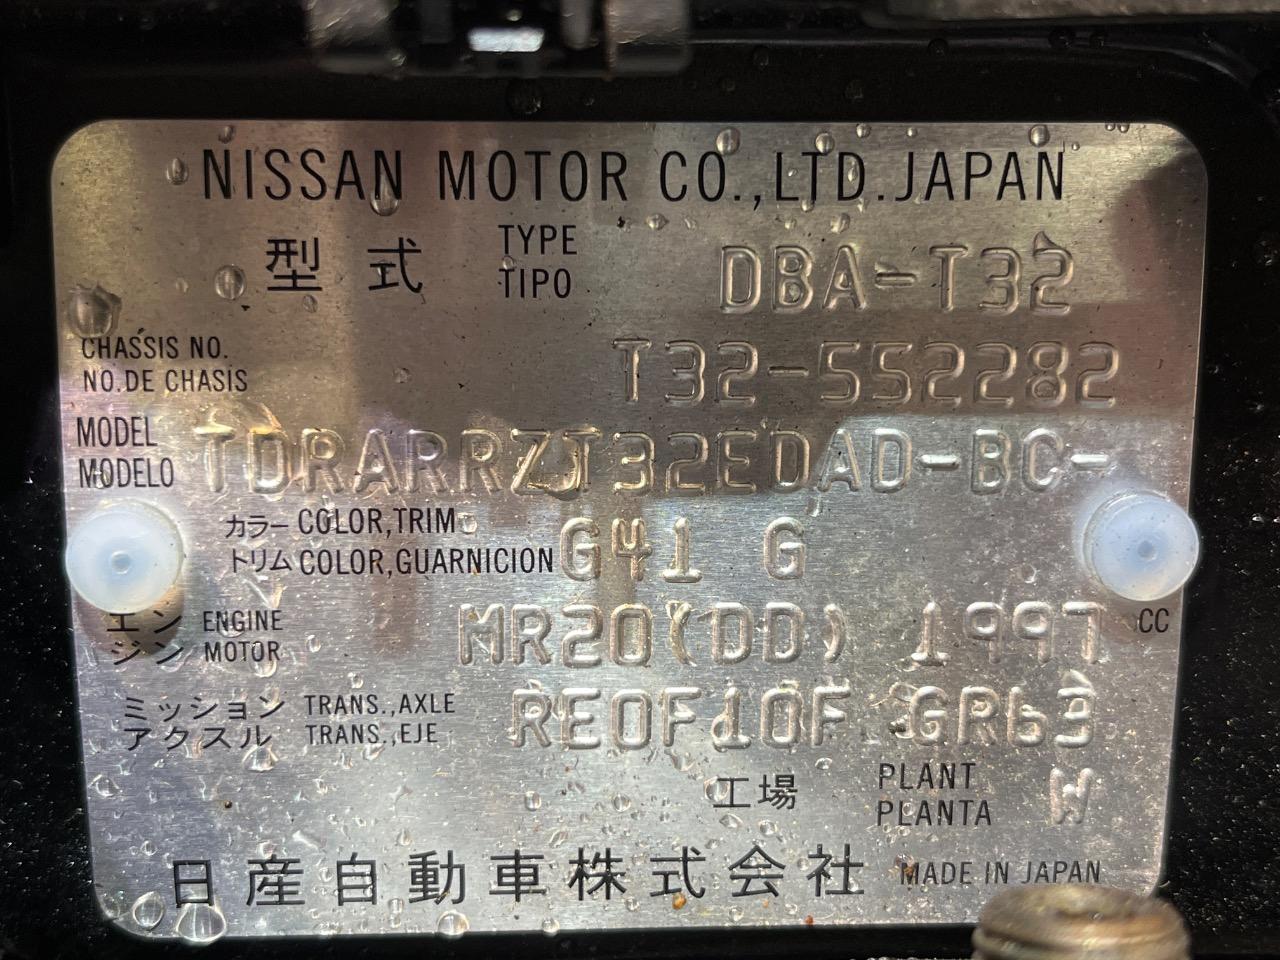 NISSAN MOTOR CO.,LTD.JAPAN
型式 TYPE DBA-T32
TIPO
CHASSIS NO. T32-552282
NO.DE CHASIS
MODEL TDRARRZT32EDAD-BC-
MODELO
カラー COLOR,TRIM G41 G
トリム COLOR,GUARNICION
エン ENGINE MR20(DD) 1997 CC
ジン MOTOR
ミッション TRANS.,AXLE RE0F10F GR63
アクスル TRANS.,EJE
工場 PLANT W
PLANTA
日産自動車株式会社 MADE IN JAPAN